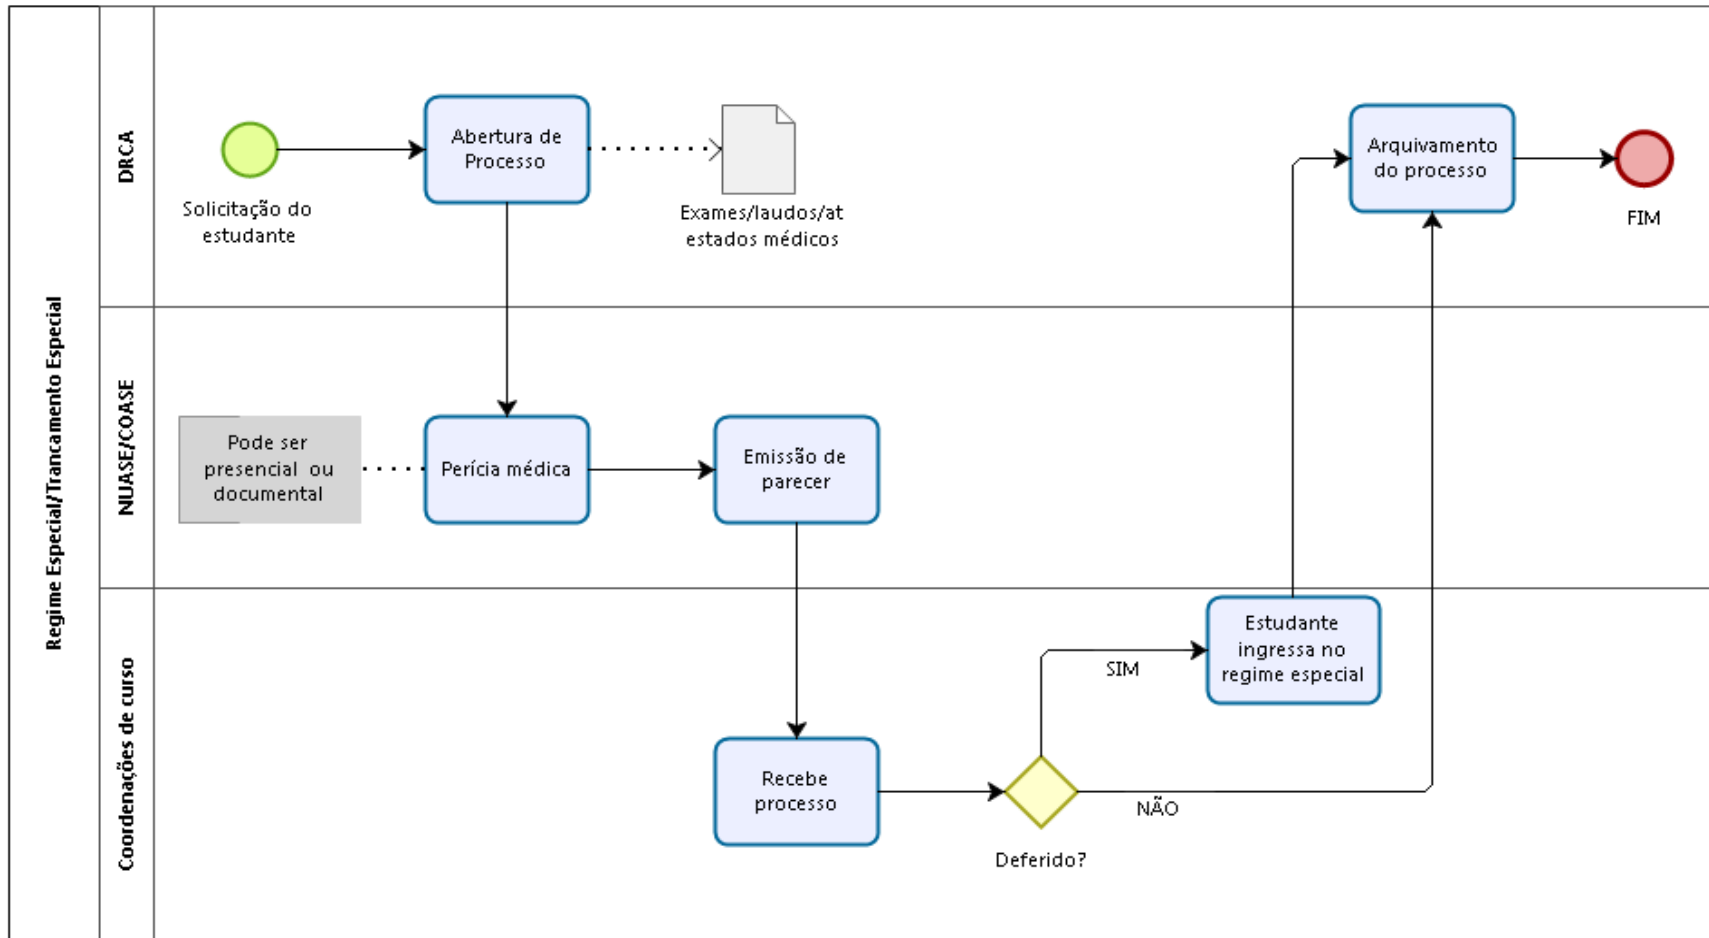 Regime Especial/Trancamento Especial
DRCA
Solicitação do
estudante
Abertura de
Processo
Exames/laudos/at
estados médicos
Arquivamento
do processo
FIM
NUASE/COASE
Pode ser
presencial ou
documental
Perícia médica
Emissão de
parecer
Coordenações de curso
Recebe
processo
Deferido?
SIM
NÃO
Estudante
ingressa no
regime especial